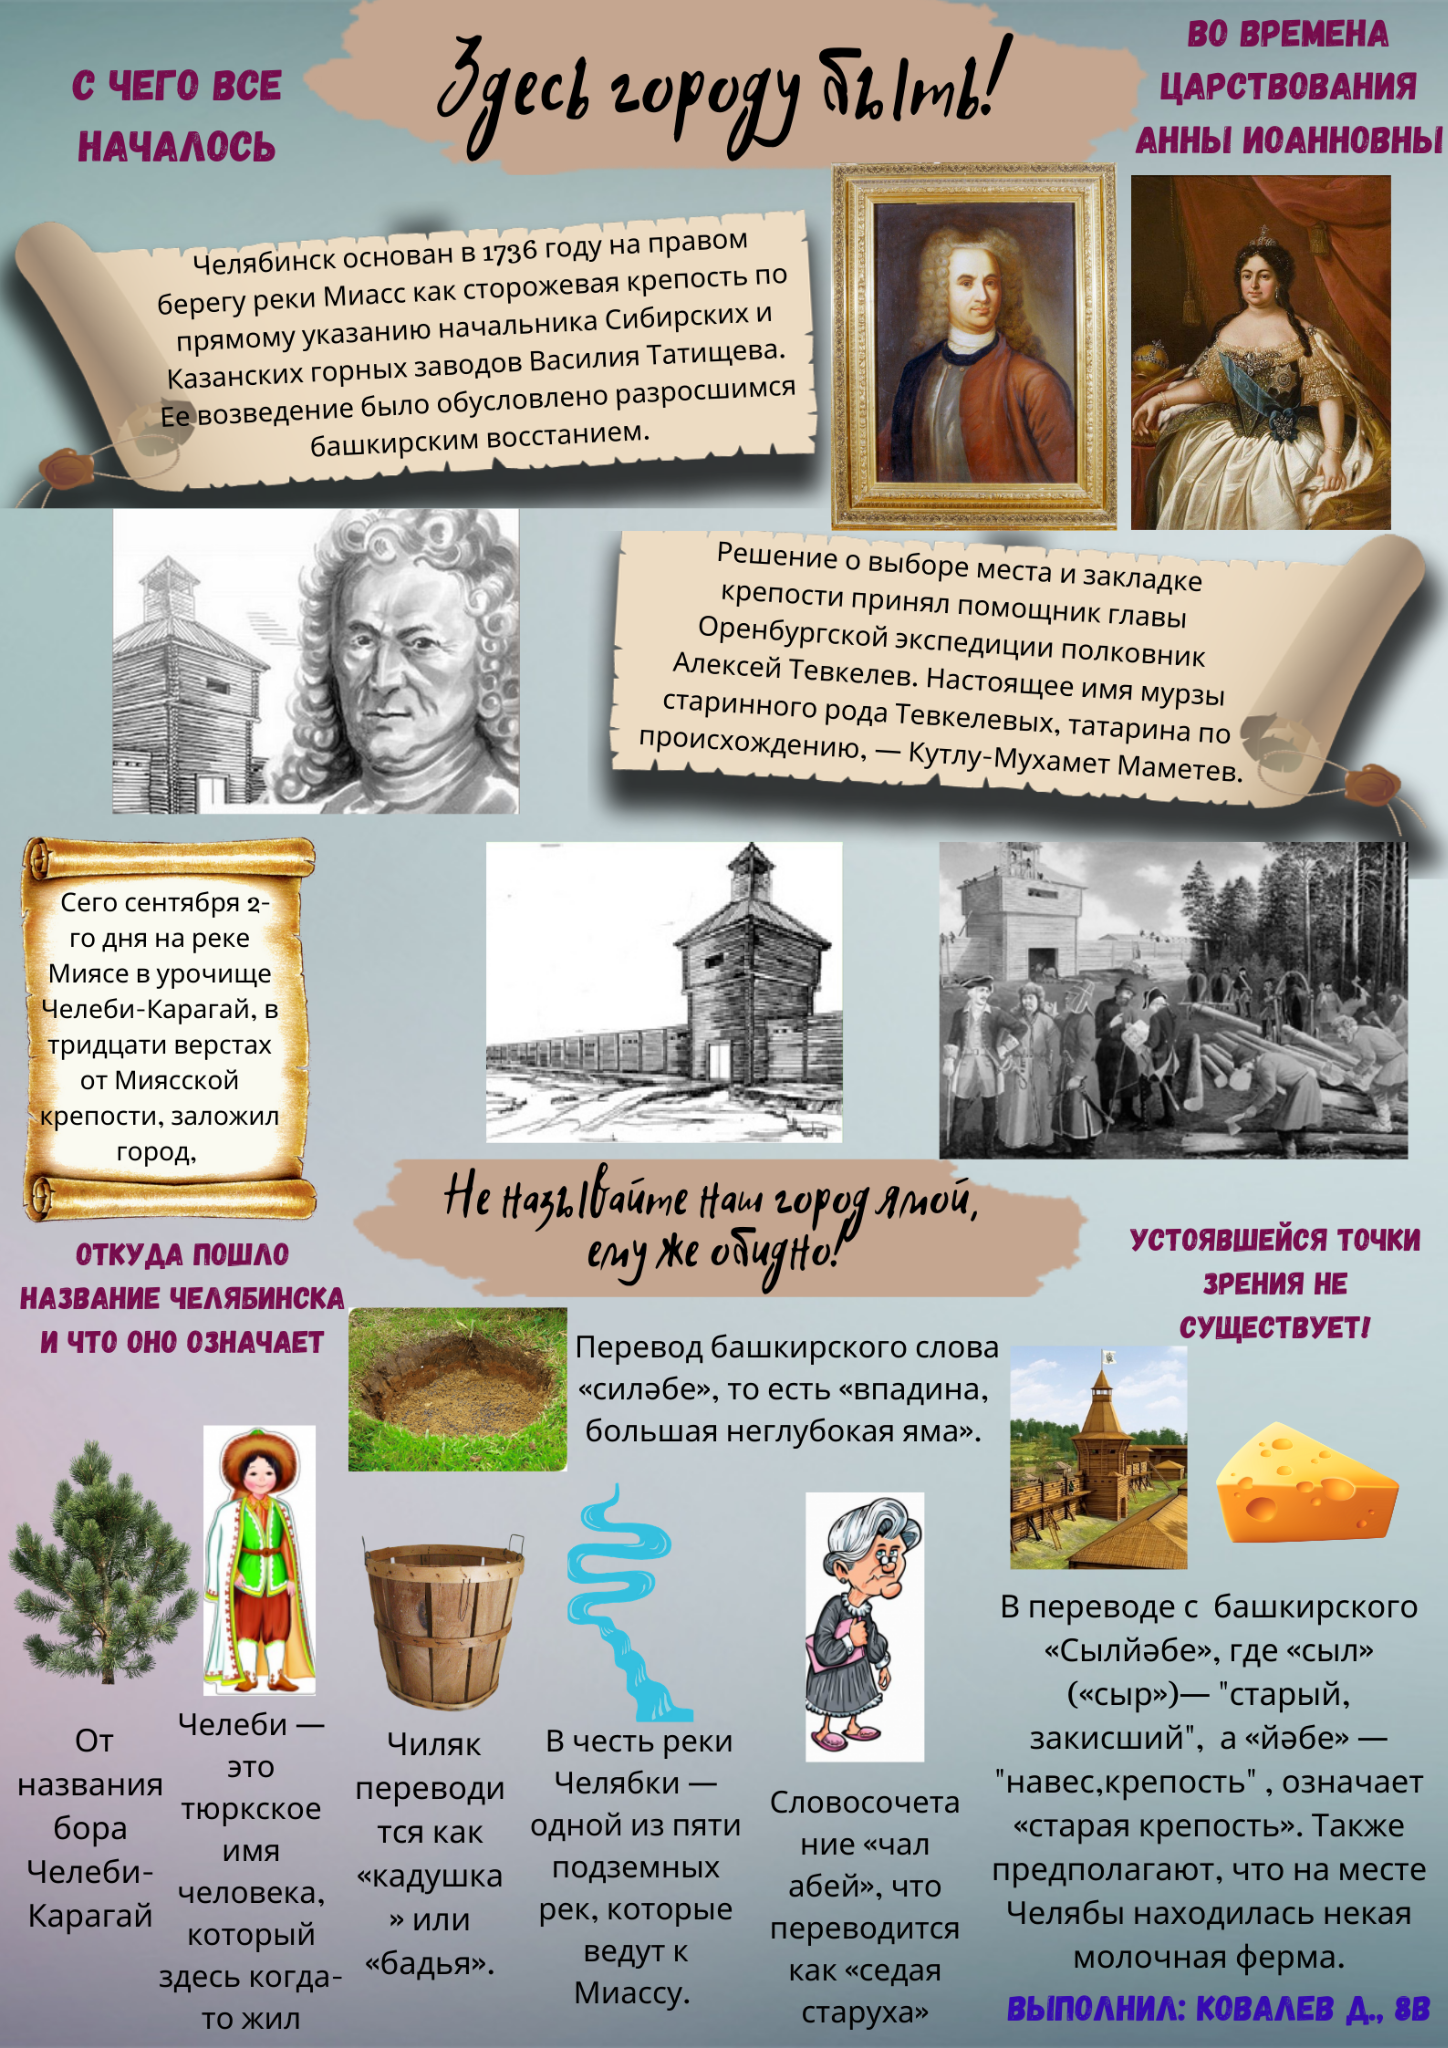 С ЧЕГО ВСЕ
НАЧАЛОСЬ
Здесь городу быть!
ВО ВРЕМЕНА
ЦАРСТВОВАНИЯ
АННЫ ИОАННОВНЫ
Челябинск основан в 1736 году на правом
берегу реки Миасс как сторожевая крепость по
прямому указанию начальника Сибирских и
Казанских горных заводов Василия Татищева.
Ее возведение было обусловлено разросшимся
башкирским восстанием.
Решение о выборе места и закладке
крепости принял помощник главы
Оренбургской экспедиции полковник
Алексей Тевкелев. Настоящее имя мурзы
старинного рода Тевкелевых, татарина по
происхождению, — Кутлу-Мухамет Маметев.
Сего сентября 2-
го дня на реке
Миясе в урочище
Челеби-Карагай, в
тридцати верстах
от Миясской
крепости, заложил
город,
Не называйте наш город ямой,
ему же обидно!
ОТКУДА ПОШЛО
НАЗВАНИЕ ЧЕЛЯБИНСКА
И ЧТО ОНО ОЗНАЧАЕТ
УСТОЯВШЕЙСЯ ТОЧКИ
ЗРЕНИЯ НЕ
СУЩЕСТВУЕТ!
Перевод башкирского слова
«силәбе», то есть «впадина,
большая неглубокая яма».
От
названия
бора
Челеби-
Карагай
Челеби —
это
тюркское
имя
человека,
который
здесь когда-
то жил
Чиляк
переводи
тся как
«кадушка
» или
«бадья».
В честь реки
Челябки —
одной из пяти
подземных
рек, которые
ведут к
Миассу.
Словосочета
ние «чал
абей», что
переводится
как «седая
старуха»
В переводе с  башкирского
«Сылйәбе», где «сыл»
(«сыр»)— "старый,
закисший",  а «йәбе» —
"навес,крепость" , означает
«старая крепость». Также
предполагают, что на месте
Челябы находилась некая
молочная ферма.
ВЫПОЛНИЛ: КОВАЛЕВ Д., 8В